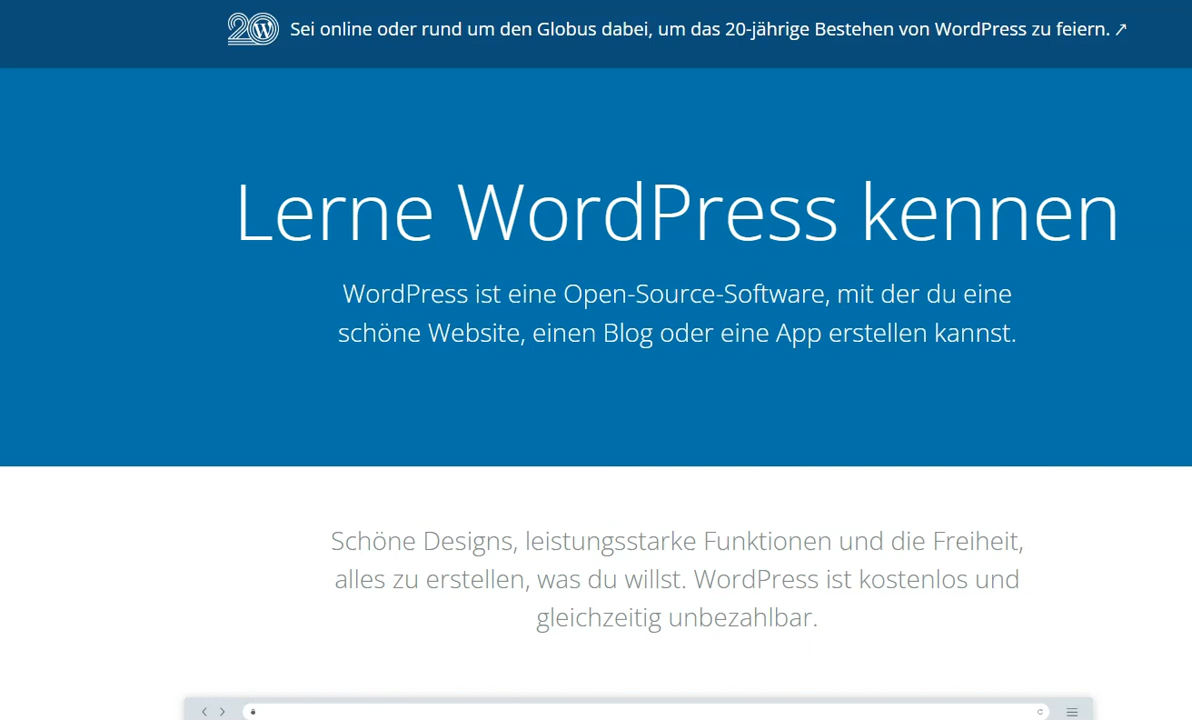 20 Sei online oder rund um den Globus dabei, um das 20-jährige Bestehen von WordPress zu feiern. ↗
Lerne WordPress kennen
WordPress ist eine Open-Source-Software, mit der du eine
schöne Website, einen Blog oder eine App erstellen kannst.
Schöne Designs, leistungsstarke Funktionen und die Freiheit,
alles zu erstellen, was du willst. WordPress ist kostenlos und
gleichzeitig unbezahlbar.